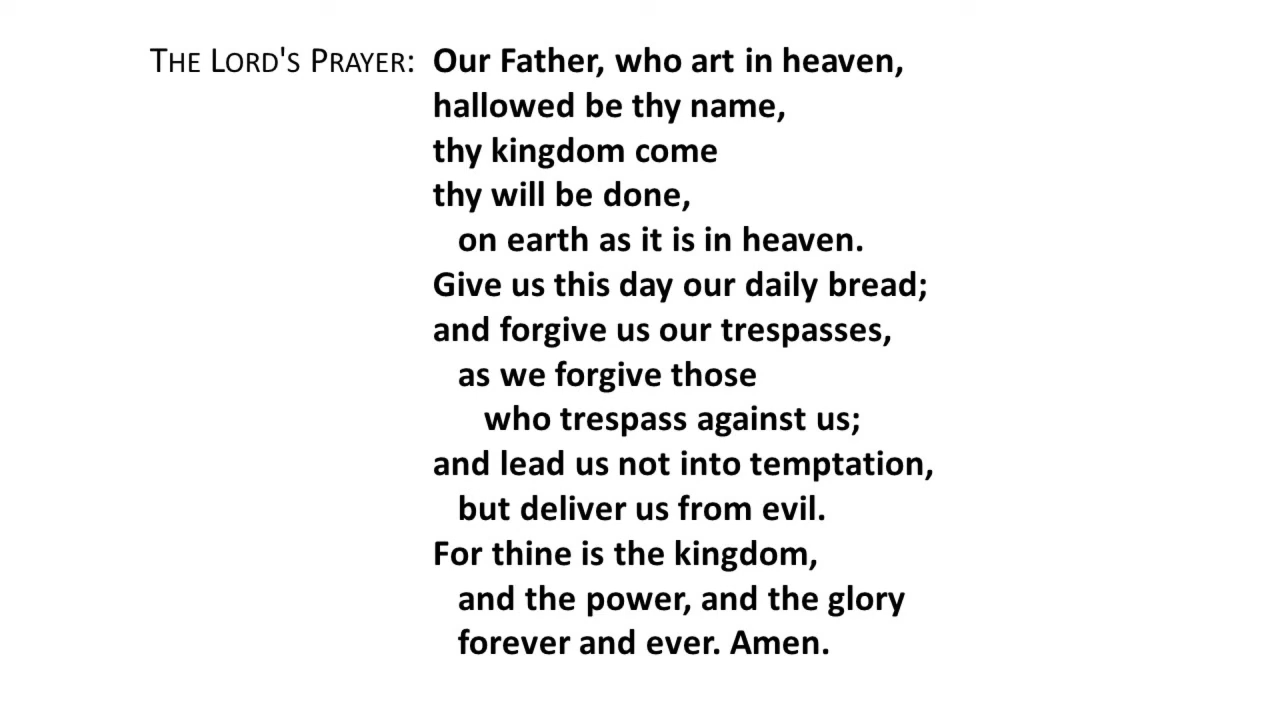 THE LORD'S PRAYER: Our Father, who art in heaven,
hallowed be thy name,
thy kingdom come
thy will be done,
on earth as it is in heaven.
Give us this day our daily bread;
and forgive us our trespasses,
as we forgive those
who trespass against us;
and lead us not into temptation,
but deliver us from evil.
For thine is the kingdom,
and the power, and the glory
forever and ever. Amen.